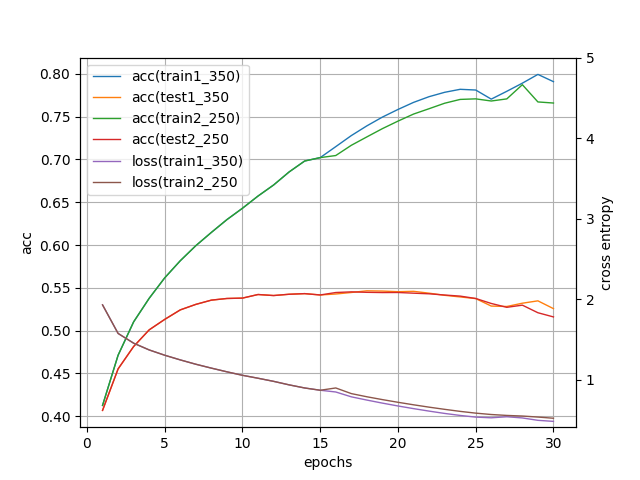 acc(train1_350)
acc(test1_350
acc(train2_250)
acc(test2_250
loss(train1_350)
loss(train2_250
0.80
0.75
0.70
0.65
0.60
0.55
0.50
0.45
0.40
acc
0
5
10
15
20
25
30
epochs
5
4
3
2
1
cross entropy